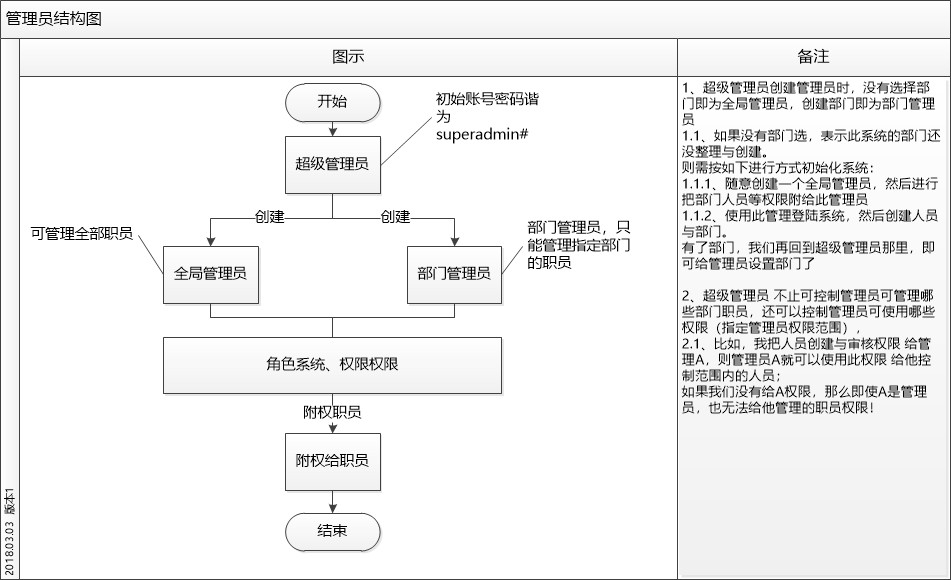 管理员结构图
图示
备注
开始
初始账号密码谐
为
superadmin#
超级管理员
创建
创建
可管理全部职员
部门管理员，只
能管理指定部门
的职员
全局管理员
部门管理员
角色系统、权限权限
附权职员
附权给职员
结束
1、超级管理员创建管理员时，没有选择部
门即为全局管理员，创建部门即为部门管理
员
1.1、如果没有部门选，表示此系统的部门还
没整理与创建。
则需按如下进行方式初始化系统：
1.1.1、随意创建一个全局管理员，然后进行
把部门人员等权限附给此管理员
1.1.2、使用此管理登陆系统，然后创建人员
与部门。
有了部门，我们再回到超级管理员那里，即
可给管理员设置部门了
2、超级管理员 不止可控制管理员可管理哪
些部门职员，还可以控制管理员可使用哪些
权限（指定管理员权限范围），
2.1、比如，我把人员创建与审核权限 给管
理A，则管理员A就可以使用此权限 给他控
制范围内的人员；
如果我们没有给A权限，那么即使A是管理
员，也无法给他管理的职员权限！
2018.03.03 版本1